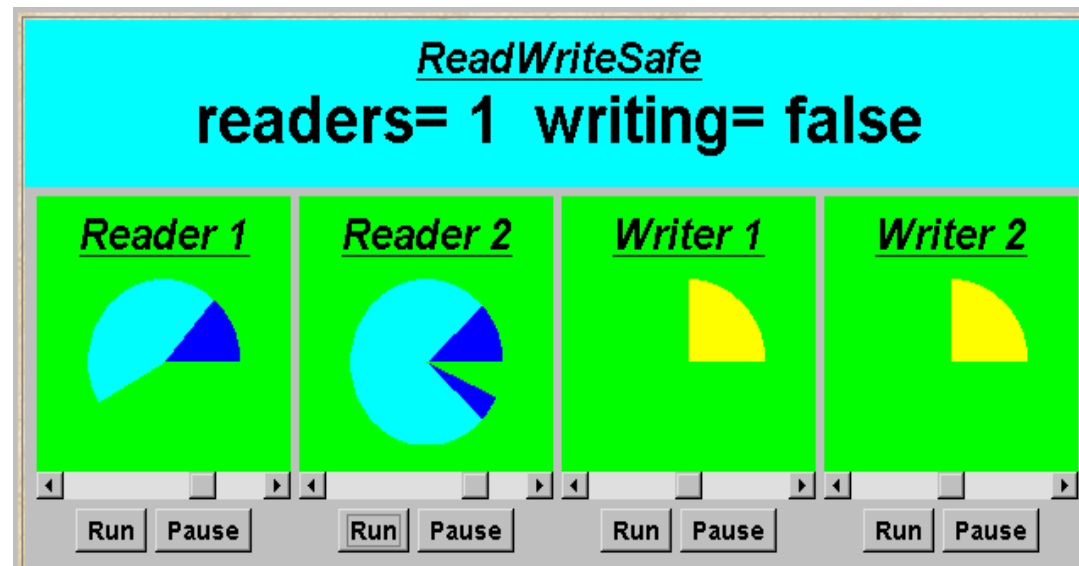 ReadWriteSafe
readers= 1 writing= false
Reader 1 Reader 2 Writer 1 Writer 2
Run Pause Run Pause Run Pause Run Pause